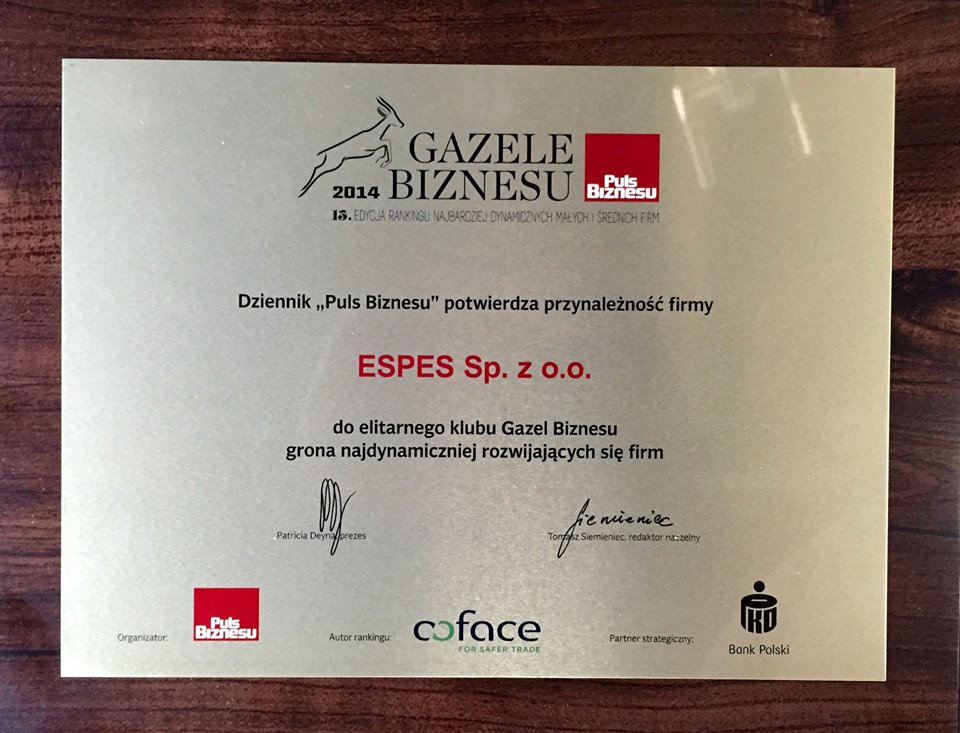 GAZELE
2014 BIZNESU
Puls
Biznesu
15. EDYCJA RANKINGU NAJBARDZIEJ DYNAMICZNYCH MAŁYCH I ŚREDNICH FIRM
Dziennik „Puls Biznesu” potwierdza przynależność firmy
ESPES Sp. z o.o.
do elitarnego klubu Gazel Biznesu
grona najdynamiczniej rozwijających się firm
Siemieniec
Patricia Deyna, prezes
Tomasz Siemieniec, redaktor naczelny
Organizator:
Puls
Biznesu
Autor rankingu:
coface
FOR SAFER TRADE
Partner strategiczny:
PKO
Bank Polski